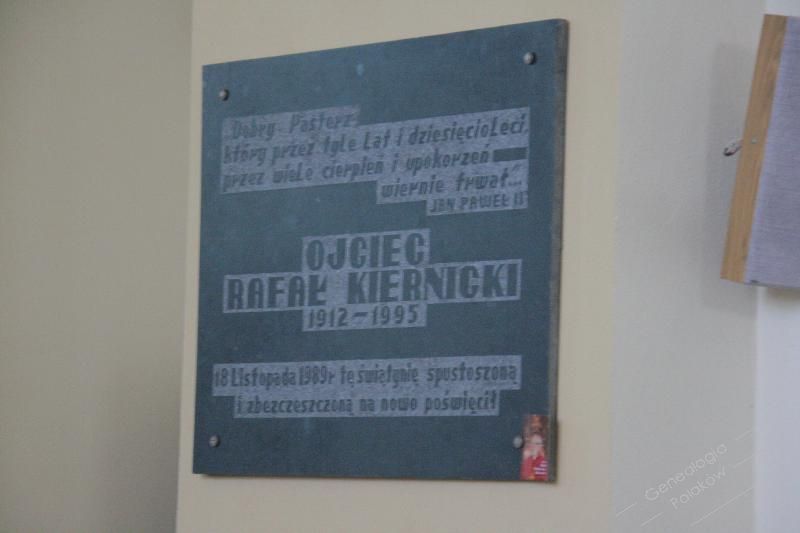 „Dobry Pasterz,
który przez tyle lat i dziesięcioleci,
przez wiele cierpień i upokorzeń
wiernie trwał"...
JAN PAWEŁ II
OJCIEC
RAFAŁ KIERNICKI
1912-1995
18 Listopada 1989r tę świątynię spustoszoną
i zbezczeszczoną na nowo poświęcił
Genealogia
Polaków